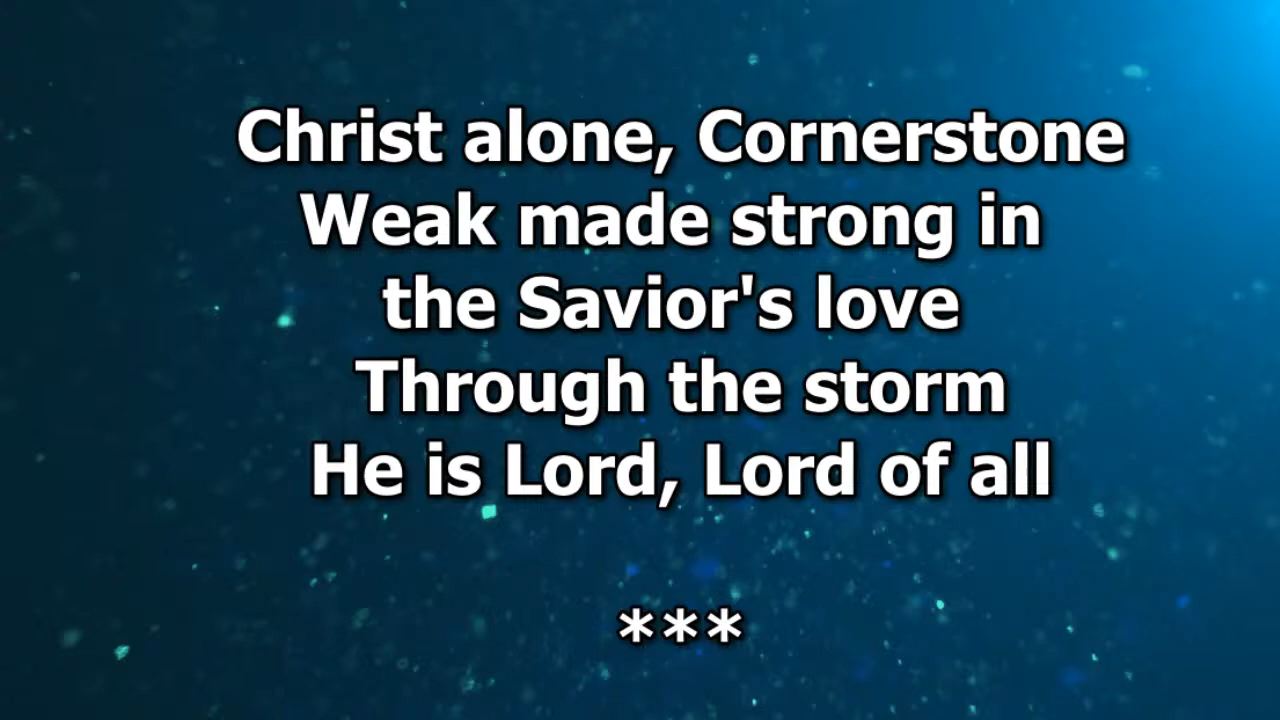 Christ alone, Cornerstone
Weak made strong in
the Savior's love
Through the storm
He is Lord, Lord of all
***